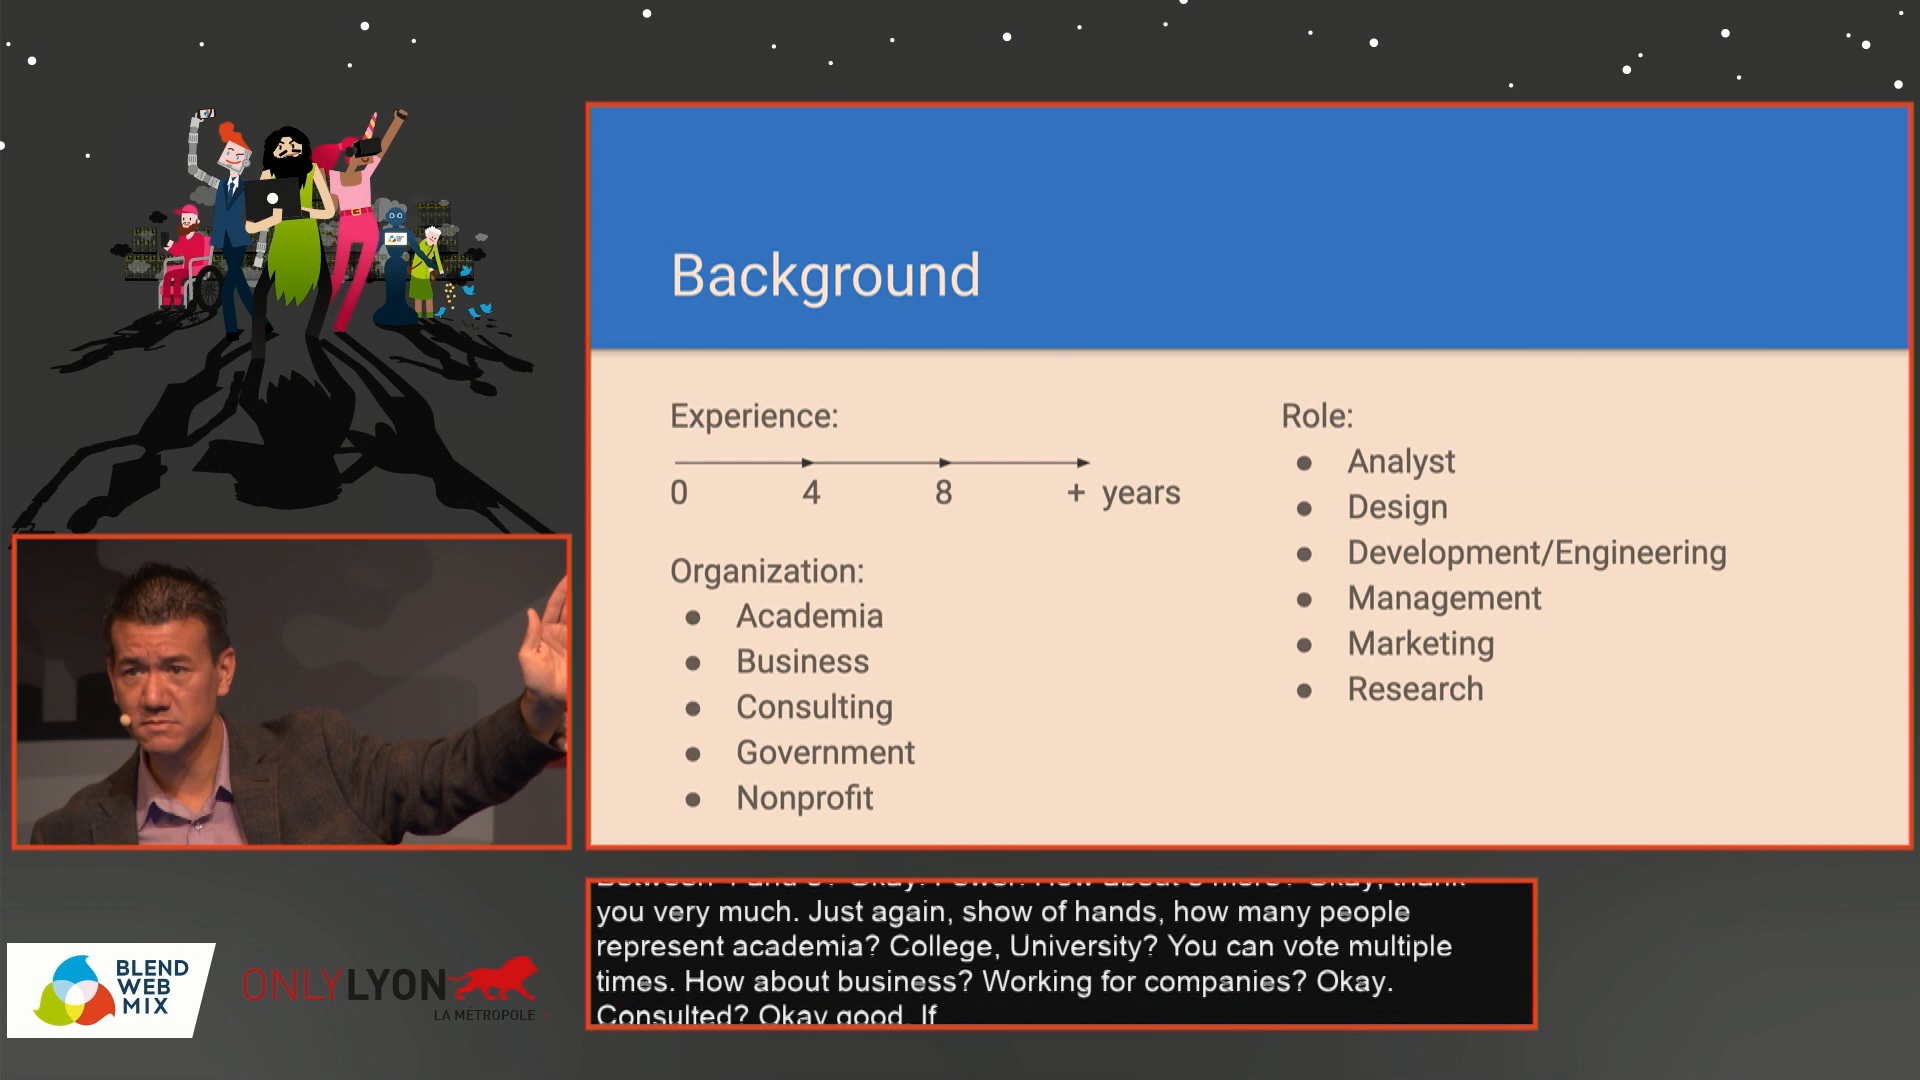 Background
Experience:
0 4 8 + years
Organization:
Academia
Business
Consulting
Government
Nonprofit
Role:
Analyst
Design
Development/Engineering
Management
Marketing
Research
you very much. Just again, show of hands, how many people
represent academia? College, University? You can vote multiple
times. How about business? Working for companies? Okay.
Consulted? Okay good. If
BLEND
WEB
MIX
ONLYLYON
LA MÉTROPOLE